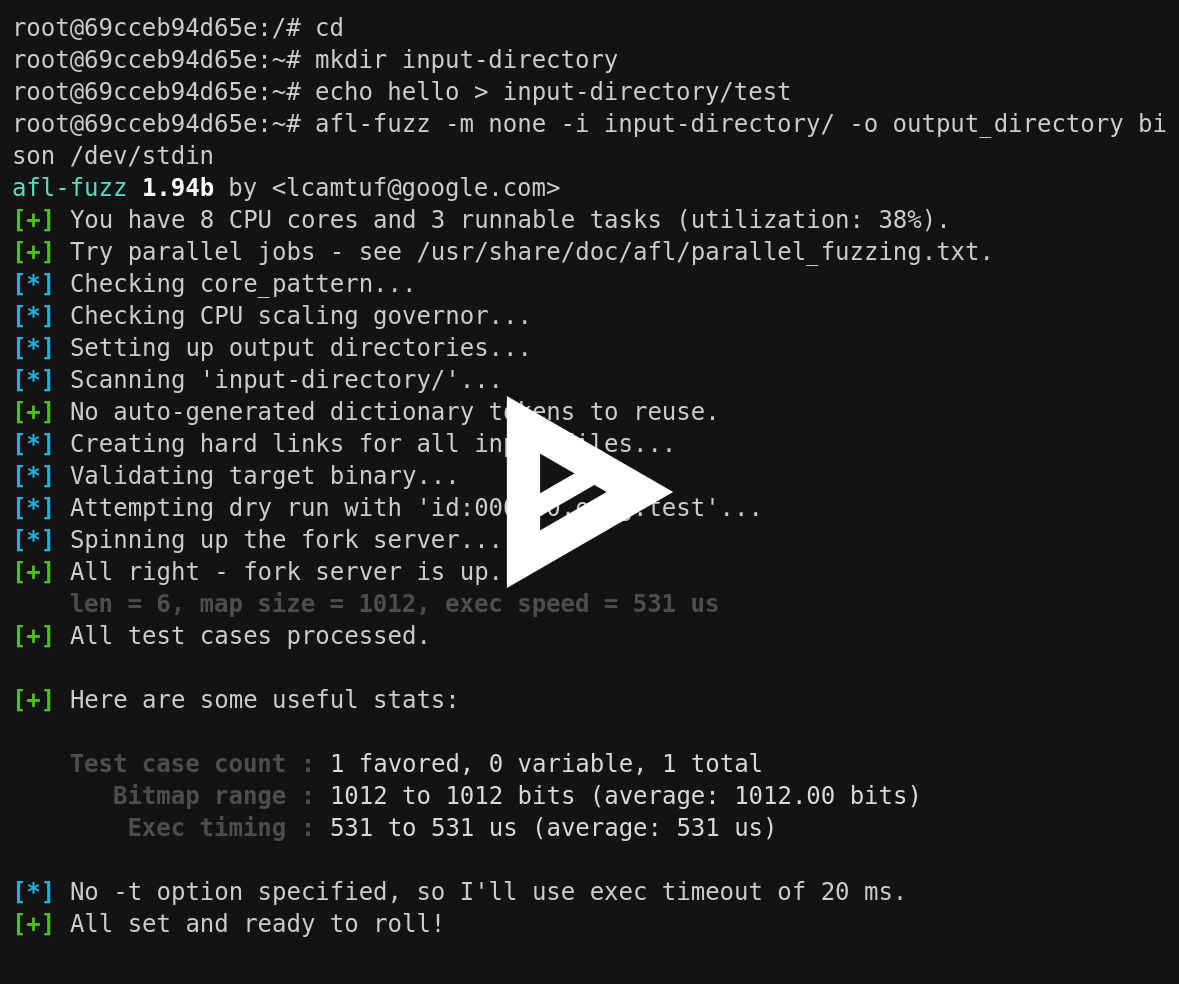 root@69cceb94d65e:/# cd
root@69cceb94d65e:~# mkdir input-directory
root@69cceb94d65e:~# echo hello > input-directory/test
root@69cceb94d65e:~# afl-fuzz -m none -i input-directory/ -o output_directory bi
son /dev/stdin
afl-fuzz 1.94b by <lcamtuf@google.com>
[+] You have 8 CPU cores and 3 runnable tasks (utilization: 38%).
[+] Try parallel jobs - see /usr/share/doc/afl/parallel_fuzzing.txt.
[*] Checking core_pattern...
[*] Checking CPU scaling governor...
[*] Setting up output directories...
[*] Scanning 'input-directory/'...
[+] No auto-generated dictionary tokens to reuse.
[*] Creating hard links for all input files...
[*] Validating target binary...
[*] Attempting dry run with 'id:000000,orig:test'...
[*] Spinning up the fork server...
[+] All right - fork server is up.
len = 6, map size = 1012, exec speed = 531 us
[+] All test cases processed.
[+] Here are some useful stats:
Test case count : 1 favored, 0 variable, 1 total
Bitmap range : 1012 to 1012 bits (average: 1012.00 bits)
Exec timing : 531 to 531 us (average: 531 us)
[*] No -t option specified, so I'll use exec timeout of 20 ms.
[+] All set and ready to roll!